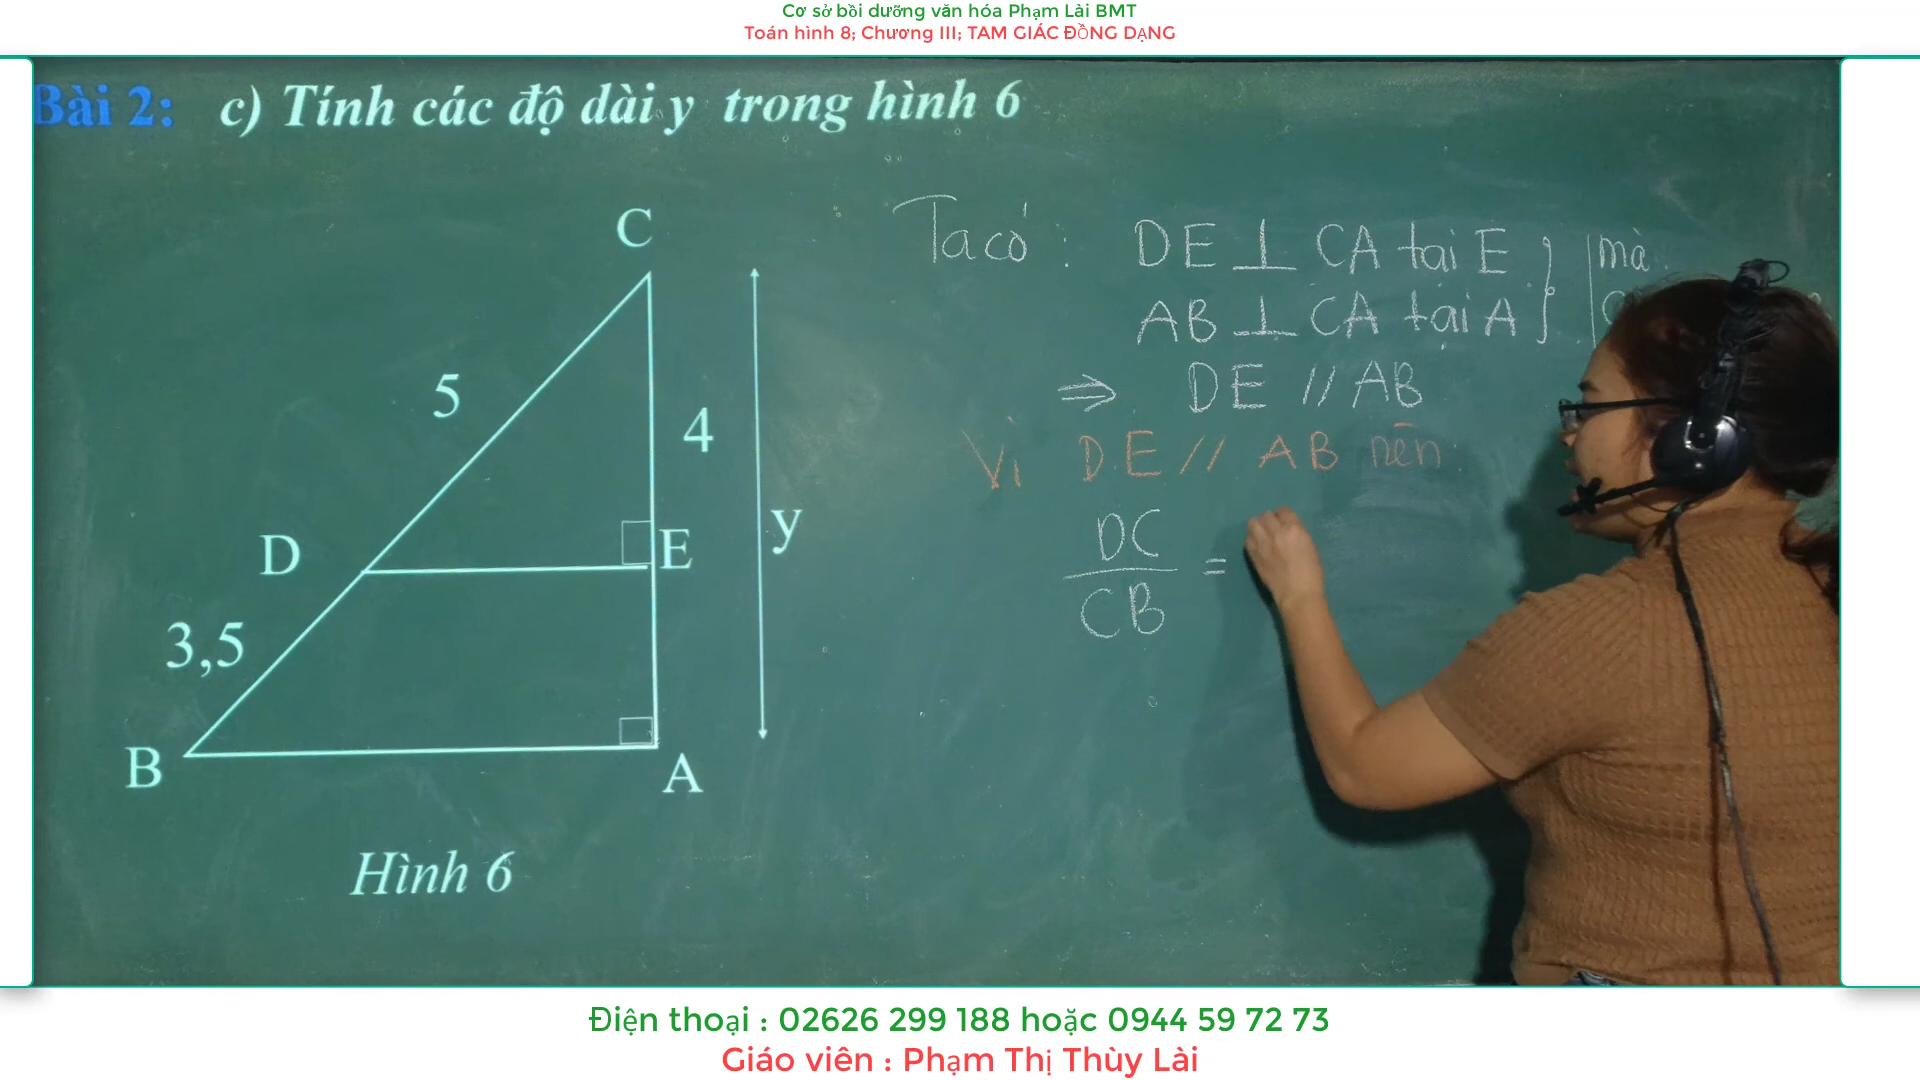 Cơ sở bồi dưỡng văn hóa Phạm Lài BMT
Toán hình 8; Chương III; TAM GIÁC ĐỒNG DẠNG
Bài 2: c) Tính các độ dài y trong hình 6
C
5
4
D
E
y
3,5
B
A
Hình 6
Ta có: DE ⊥ CA tại E } | mà
AB ⊥ CA tại A
⇒ DE // AB
Vì DE // AB nên
DC
CB
=
Điện thoại : 02626 299 188 hoặc 0944 59 72 73
Giáo viên : Phạm Thị Thùy Lài